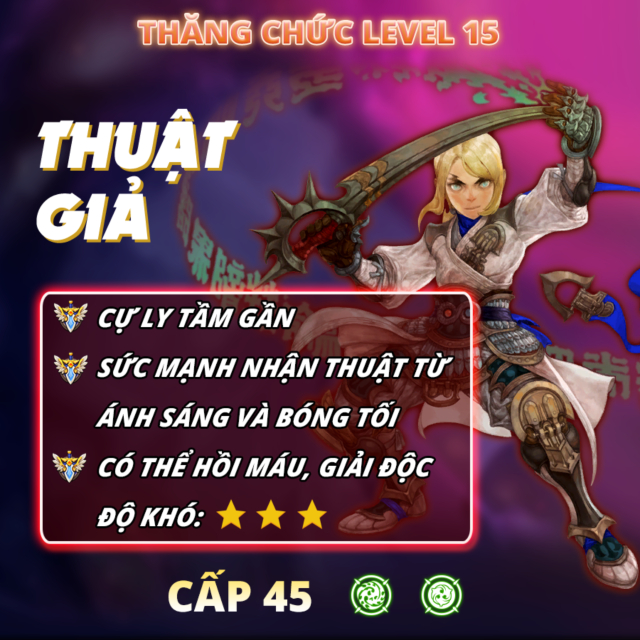 THĂNG CHỨC LEVEL 15
THUẬT
GIẢ
CỰ LY TẦM GẦN
SỨC MẠNH NHẬN THUẬT TỪ
ÁNH SÁNG VÀ BÓNG TỐI
CÓ THỂ HỒI MÁU, GIẢI ĐỘC
ĐỘ KHÓ:
CẤP 45